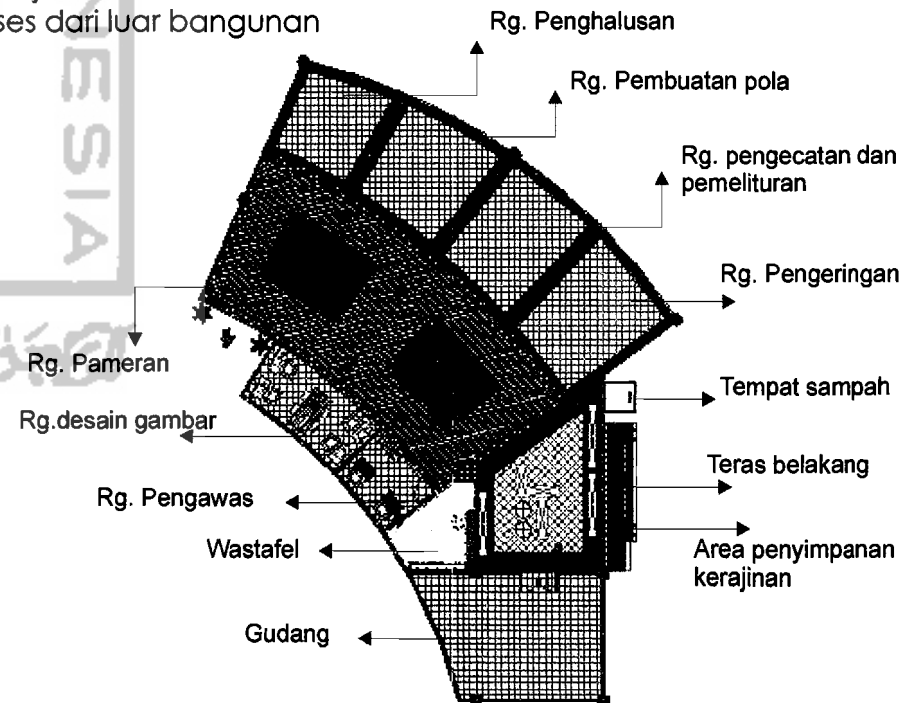 ses dari luar bangunan
NESIA
Rg. Penghalusan
Rg. Pembuatan pola
Rg. pengecatan dan
pemelituran
Rg. Pengeringan
Rg. Pameran
Tempat sampah
Rg.desain gambar
Teras belakang
Rg. Pengawas
Wastafel
Area penyimpanan
kerajinan
Gudang